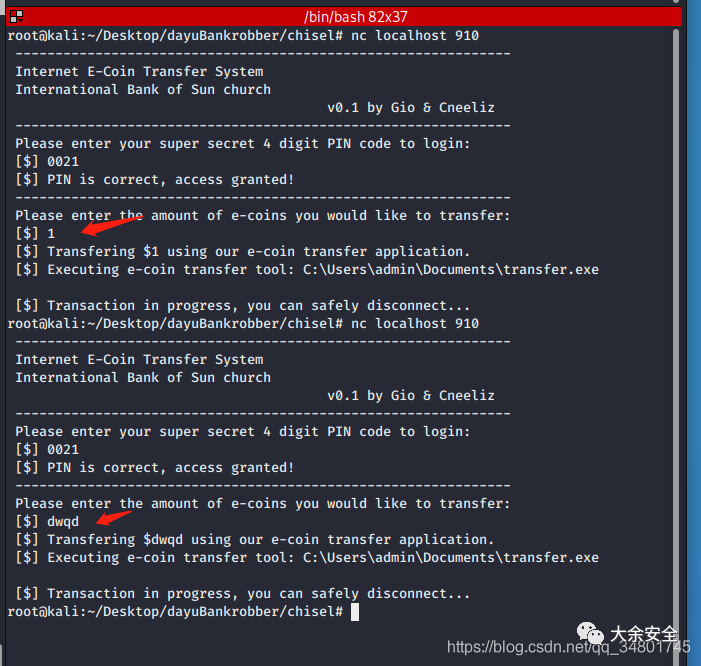 /bin/bash 82x37
root@kali:~/Desktop/dayuBankrobber/chisel# nc localhost 910
--------------------------------------------------------------
Internet E-Coin Transfer System
International Bank of Sun church
v0.1 by Gio & Cneeliz
--------------------------------------------------------------
Please enter your super secret 4 digit PIN code to login:
[$] 0021
[$] PIN is correct, access granted!
--------------------------------------------------------------
Please enter the amount of e-coins you would like to transfer:
[$] 1
[$] Transfering $1 using our e-coin transfer application.
[$] Executing e-coin transfer tool: C:\Users\admin\Documents\transfer.exe
[$] Transaction in progress, you can safely disconnect...
root@kali:~/Desktop/dayuBankrobber/chisel# nc localhost 910
--------------------------------------------------------------
Internet E-Coin Transfer System
International Bank of Sun church
v0.1 by Gio & Cneeliz
--------------------------------------------------------------
Please enter your super secret 4 digit PIN code to login:
[$] 0021
[$] PIN is correct, access granted!
--------------------------------------------------------------
Please enter the amount of e-coins you would like to transfer:
[$] dwqd
[$] Transfering $dwqd using our e-coin transfer application.
[$] Executing e-coin transfer tool: C:\Users\admin\Documents\transfer.exe
[$] Transaction in progress, you can safely disconnect...
root@kali:~/Desktop/dayuBankrobber/chisel#
大余安全
https://blog.csdn.net/qq_34801745